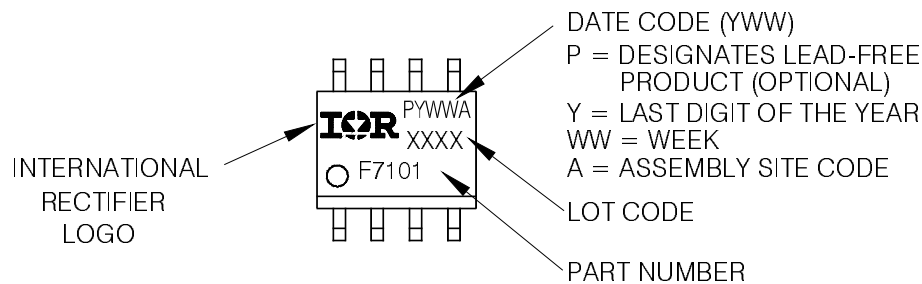 DATE CODE (YWW)
P = DESIGNATES LEAD-FREE
PRODUCT (OPTIONAL)
Y = LAST DIGIT OF THE YEAR
WW = WEEK
A = ASSEMBLY SITE CODE
LOT CODE
PART NUMBER
INTERNATIONAL
RECTIFIER
LOGO
PYWWA
IOR
XXXX
F7101